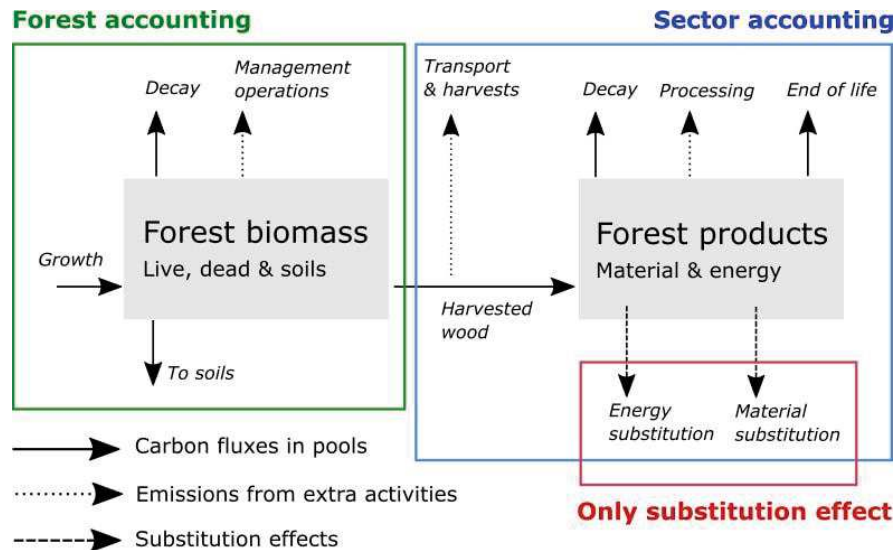 Forest accounting
Sector accounting
Decay
Management
operations
Transport
& harvests
Decay
Processing
End of life
Forest biomass
Live, dead & soils
Growth
To soils
Harvested
wood
Forest products
Material & energy
Energy
substitution
Material
substitution
Only substitution effect
Carbon fluxes in pools
Emissions from extra activities
Substitution effects